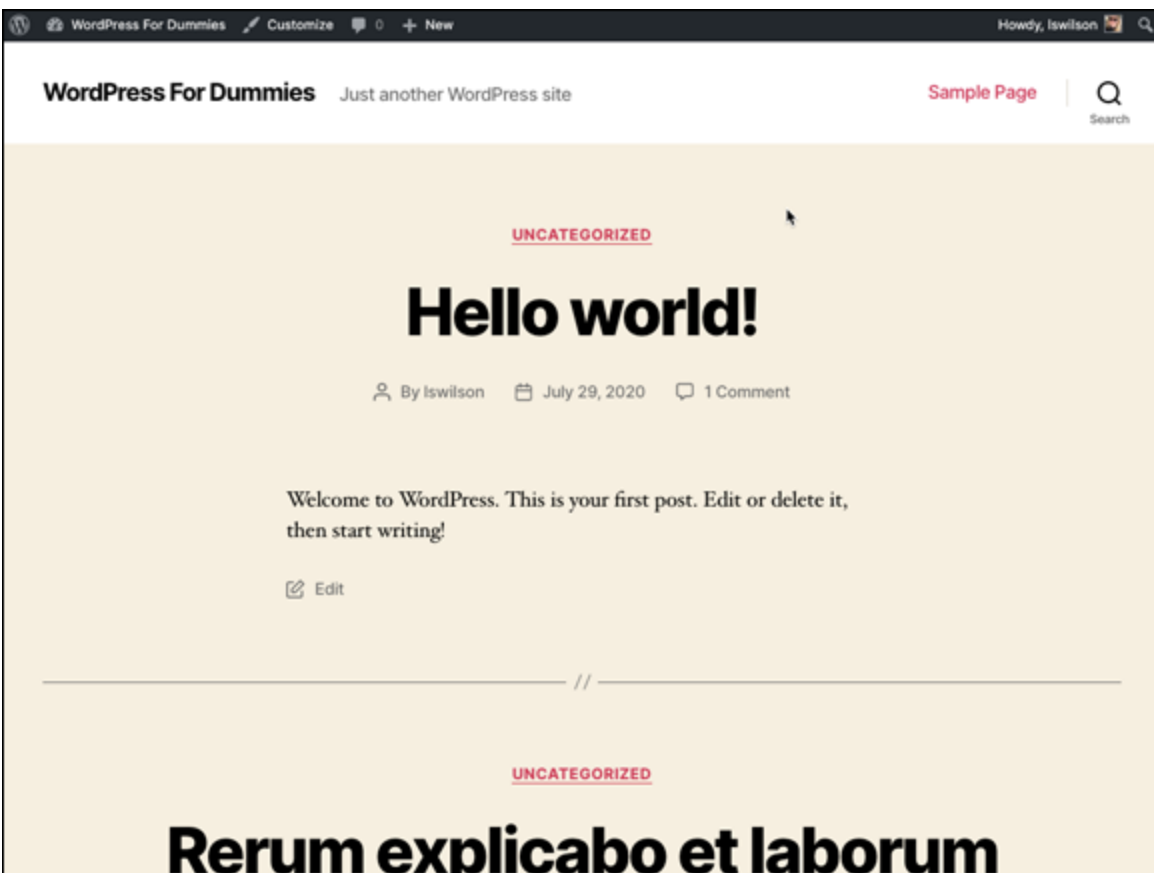 WordPress For Dummies Customize 0 New Howdy, lswilson
WordPress For Dummies Just another WordPress site Sample Page
Search
UNCATEGORIZED
Hello world!
By lswilson July 29, 2020 1 Comment
Welcome to WordPress. This is your first post. Edit or delete it,
then start writing!
Edit
//
UNCATEGORIZED
Rerum explicabo et laborum